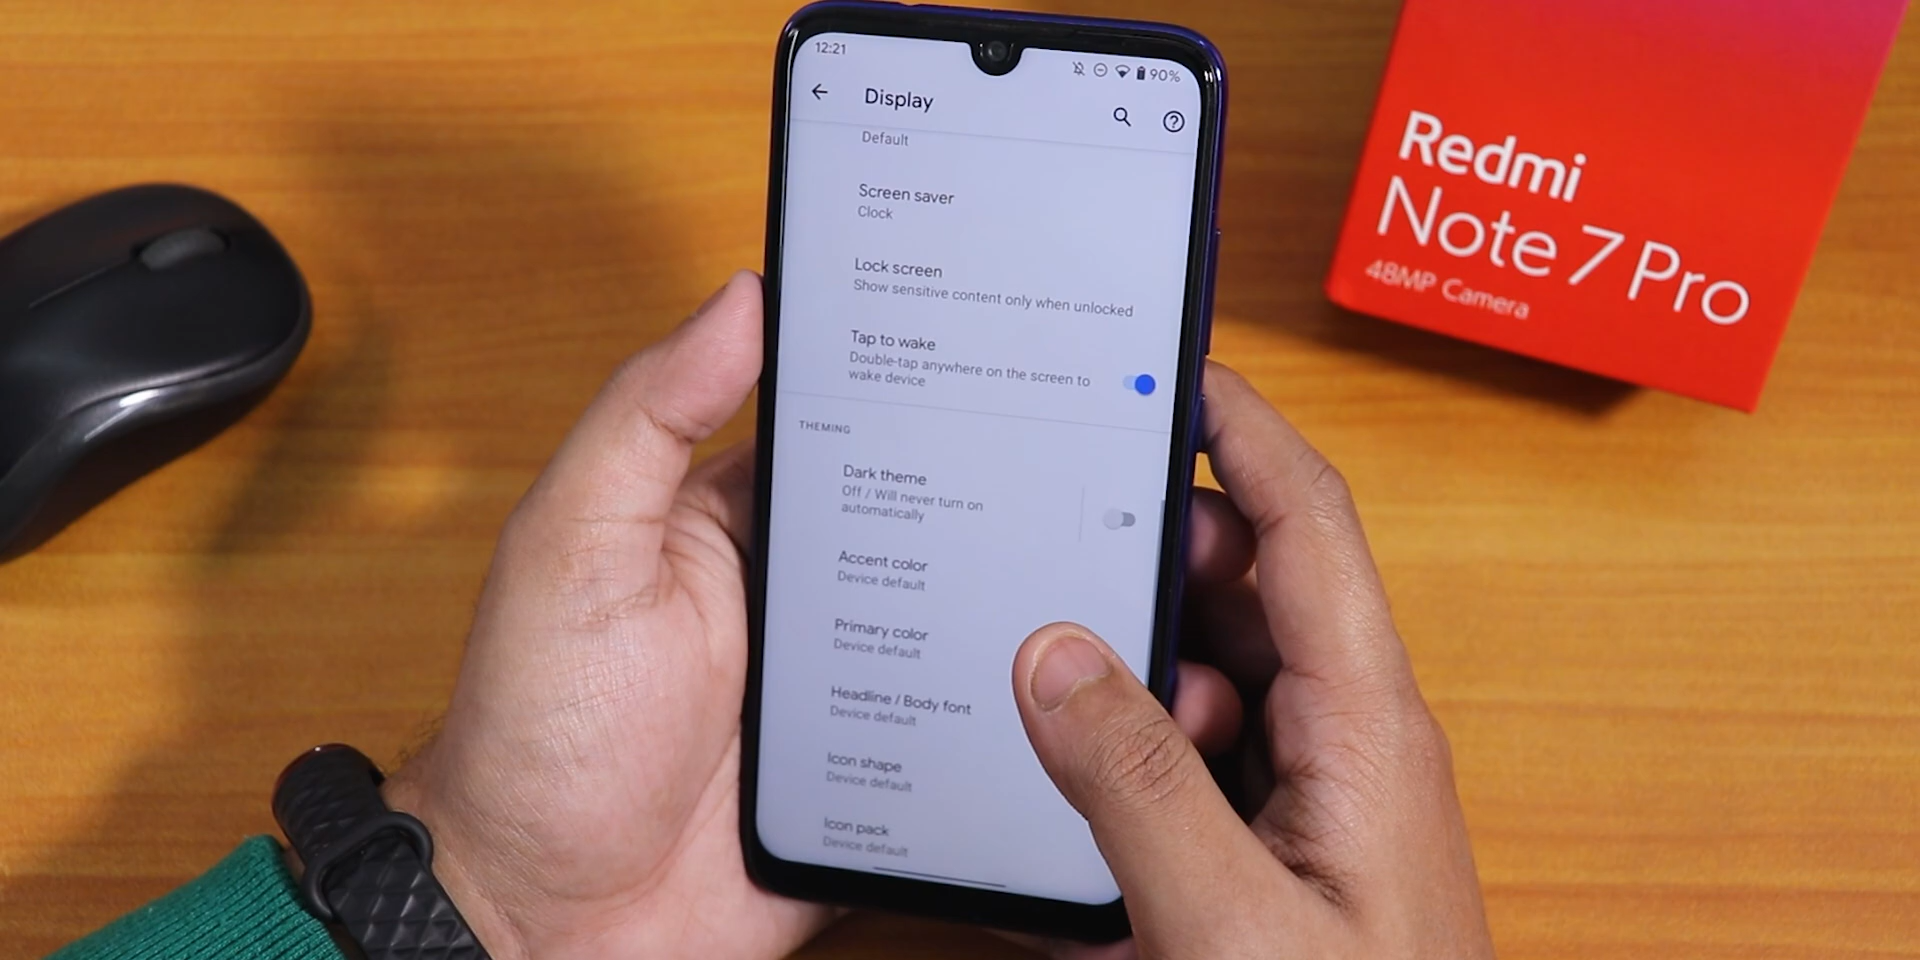 12:21
90%
Display
Default
Screen saver
Clock
Lock screen
Show sensitive content only when unlocked
Tap to wake
Double-tap anywhere on the screen to
wake device
THEMING
Dark theme
Off / Will never turn on
automatically
Accent color
Device default
Primary color
Device default
Headline / Body font
Device default
Icon shape
Device default
Icon pack
Device default
Redmi
Note 7 Pro
48MP Camera